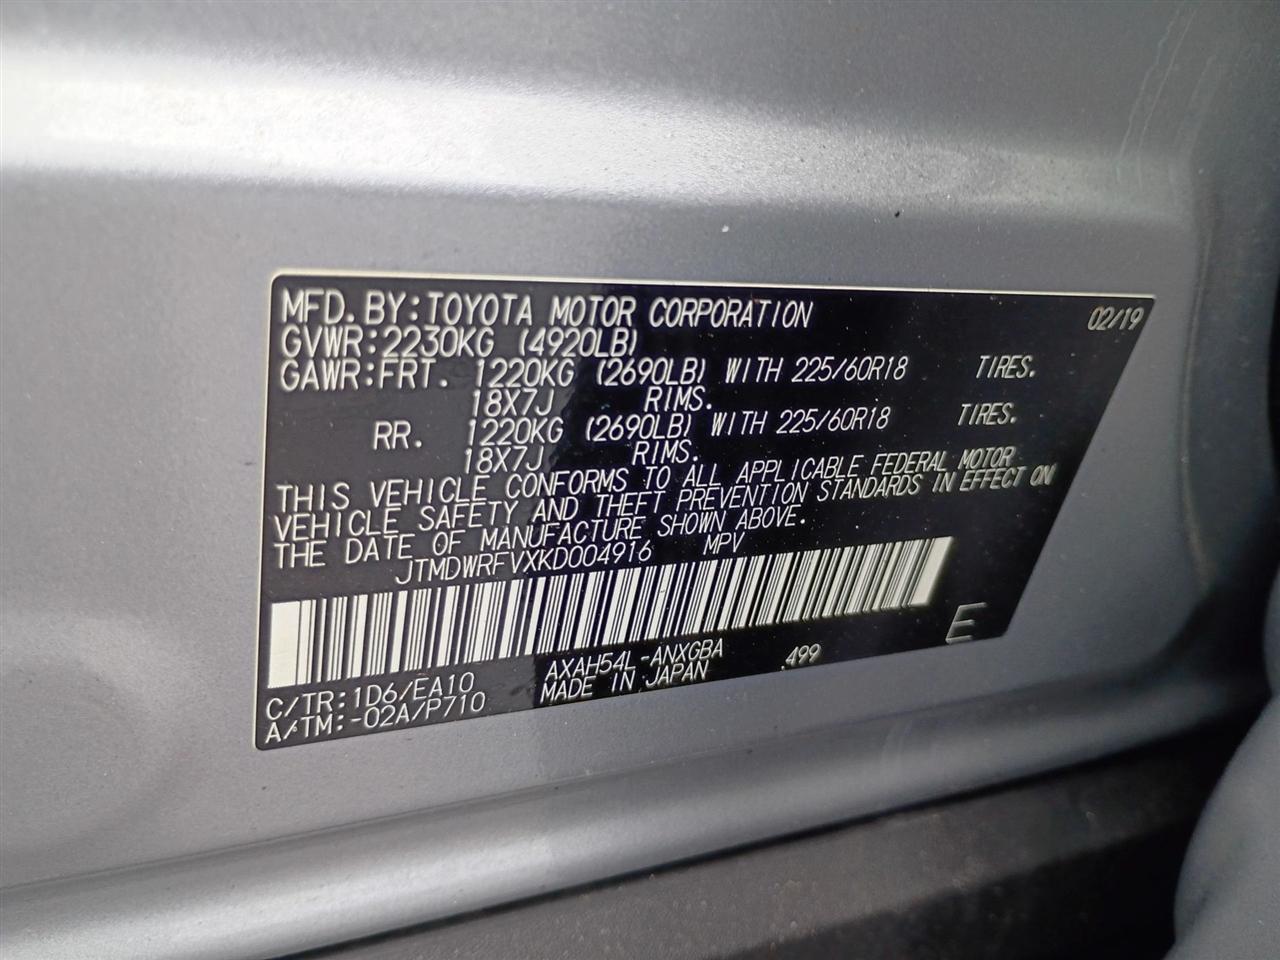 MFD. BY: TOYOTA MOTOR CORPORATION 02/19
GVWR: 2230KG (4920LB)
GAWR: FRT. 1220KG (2690LB) WITH 225/60R18 TIRES.
18X7J RIMS.
RR. 1220KG (2690LB) WITH 225/60R18 TIRES.
18X7J RIMS.
THIS VEHICLE CONFORMS TO ALL APPLICABLE FEDERAL MOTOR
VEHICLE SAFETY AND THEFT PREVENTION STANDARDS IN EFFECT ON
THE DATE OF MANUFACTURE SHOWN ABOVE.
JTMDWRFVXKD004916 MPV
E
C/TR: 1D6/EA10 AXAH54L-ANXGBA 499
A/TM: -02A/P710 MADE IN JAPAN